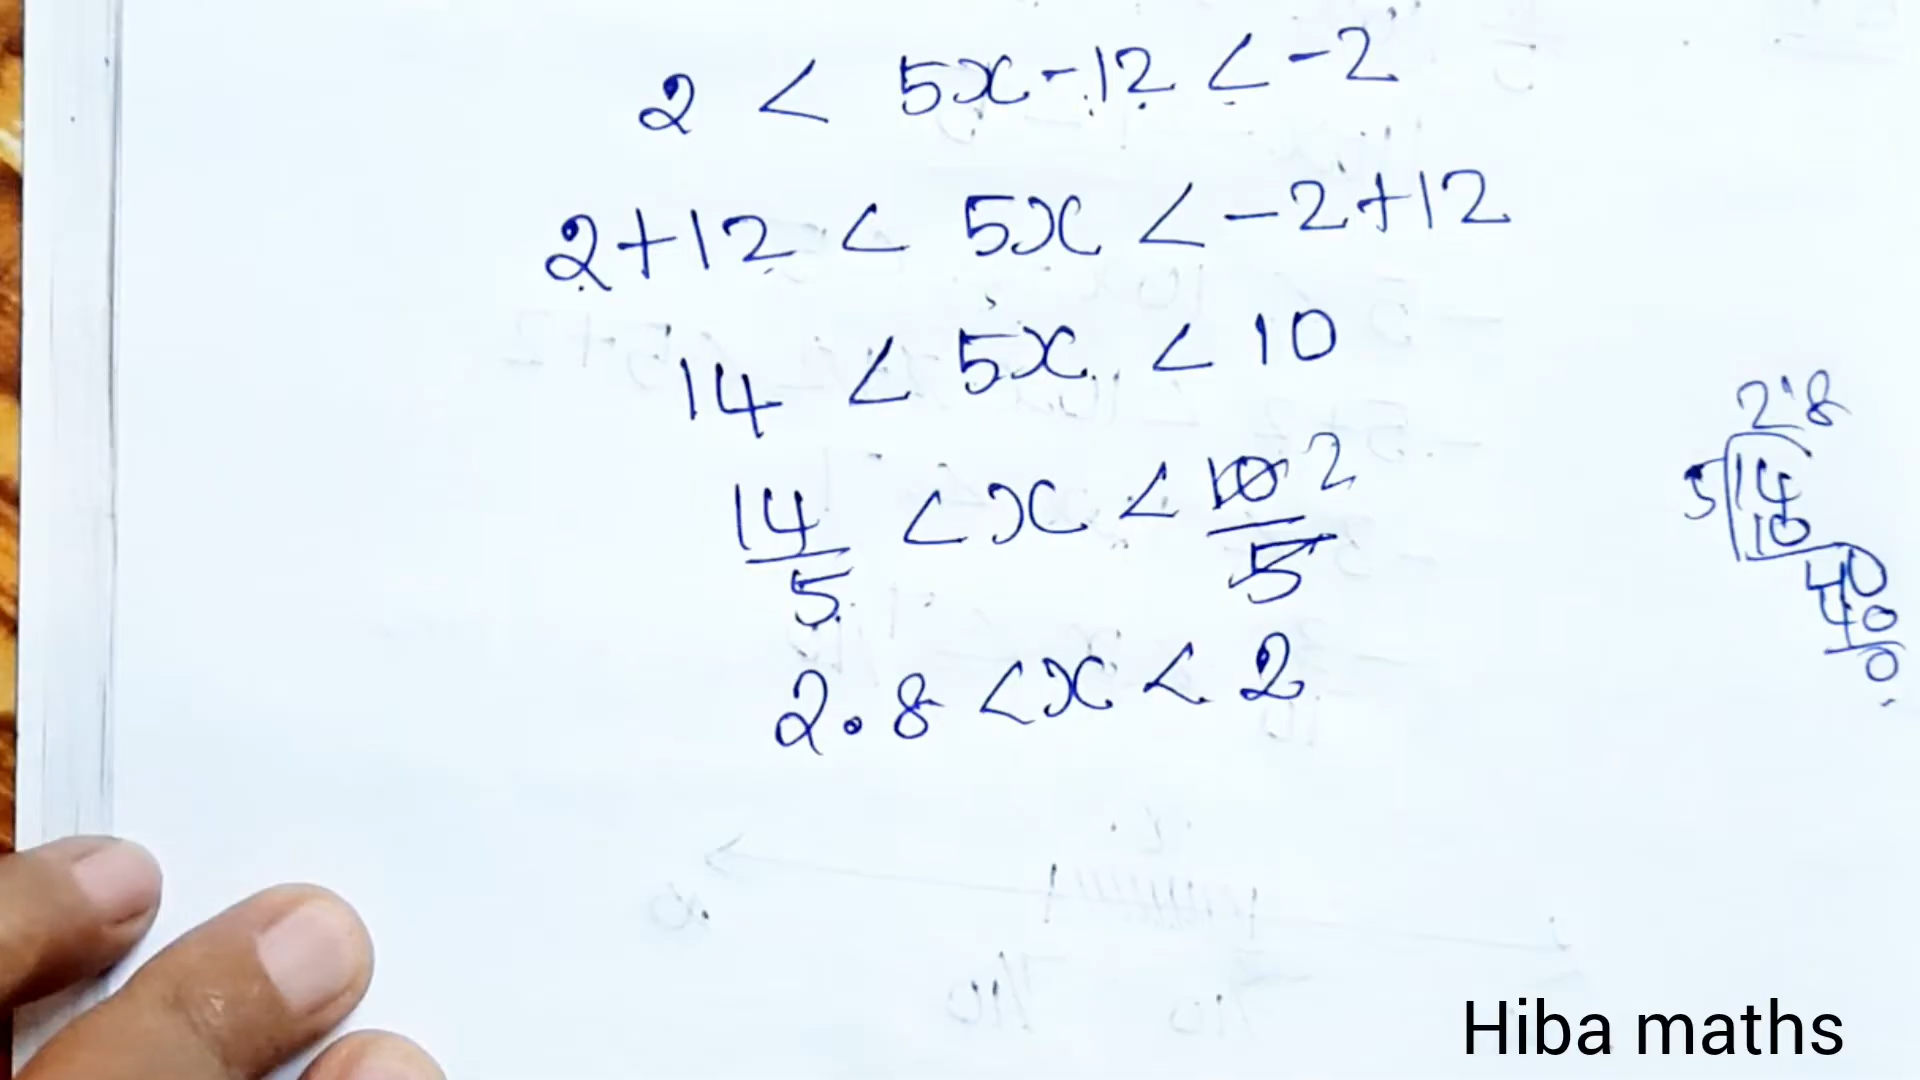 2 < 5x-12 < -2
2+12 < 5x < -2+12
14 < 5x < 10
14/5 < x < 10/5 2
2.8 < x < 2
2.8
5 14
10
40
40
0
Hiba maths